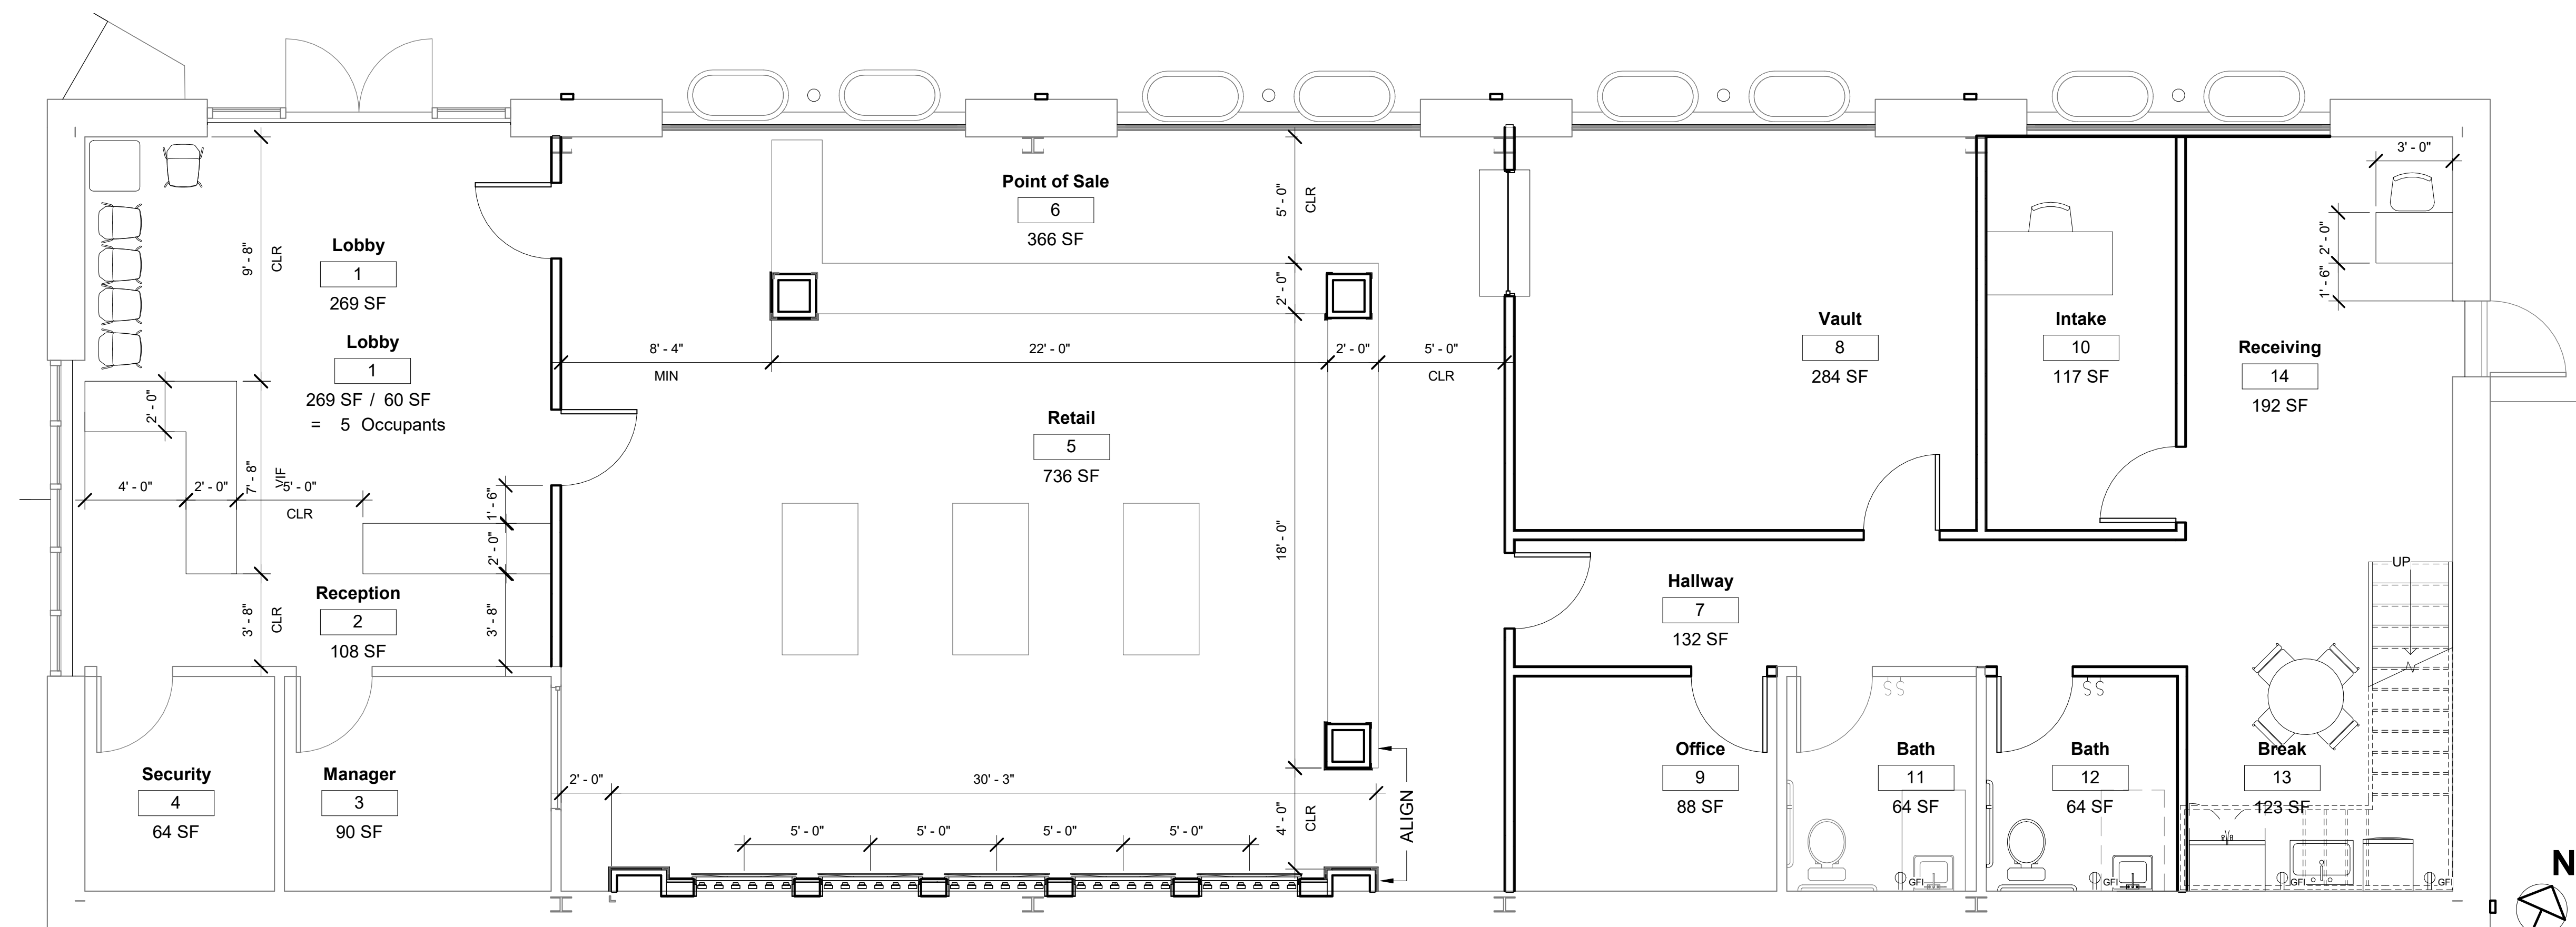 Lobby
1
269 SF
Lobby
1
269 SF / 60 SF
= 5 Occupants
9' - 8"
CLR
2' - 0"
4' - 0"
2' - 0"
7' - 8"
VIF
5' - 0"
CLR
1' - 6"
2' - 0"
3' - 8"
CLR
3' - 8"
Reception
2
108 SF
Security
4
64 SF
Manager
3
90 SF
Point of Sale
6
366 SF
5' - 0"
CLR
2' - 0"
8' - 4"
MIN
22' - 0"
2' - 0"
5' - 0"
CLR
Retail
5
736 SF
18' - 0"
2' - 0"
30' - 3"
4' - 0"
CLR
ALIGN
5' - 0"
5' - 0"
5' - 0"
5' - 0"
Vault
8
284 SF
Intake
10
117 SF
Receiving
14
192 SF
3' - 0"
2' - 0"
1' - 6"
Hallway
7
132 SF
UP
Office
9
88 SF
Bath
11
64 SF
GFI
Bath
12
64 SF
GFI
Break
13
123 SF
GFI
GFI
N